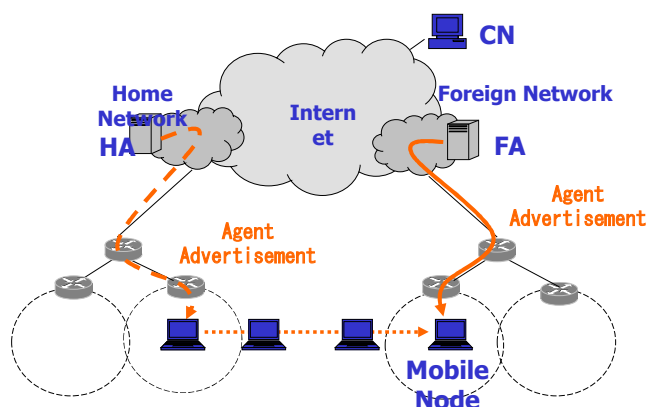 CN
Home
Network
HA
Intern
et
Foreign Network
FA
Agent
Advertisement
Agent
Advertisement
Mobile
Node